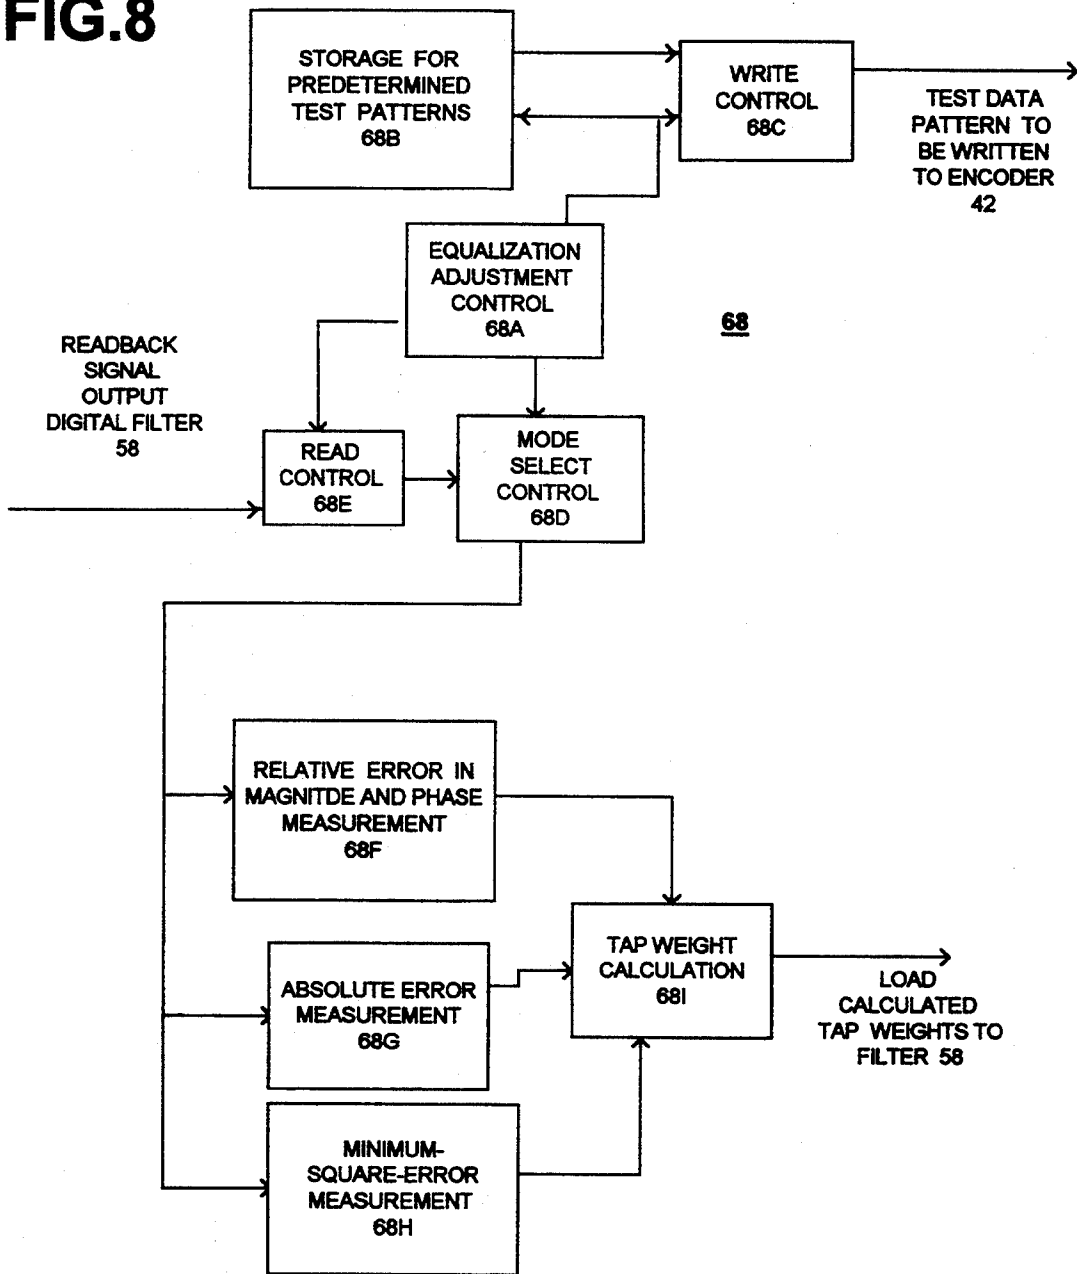 FIG.8
STORAGE FOR
PREDETERMINED
TEST PATTERNS
68B
WRITE
CONTROL
68C
TEST DATA
PATTERN TO
BE WRITTEN
TO ENCODER
42
EQUALIZATION
ADJUSTMENT
CONTROL
68A
68
READBACK
SIGNAL
OUTPUT
DIGITAL FILTER
58
READ
CONTROL
68E
MODE
SELECT
CONTROL
68D
RELATIVE ERROR IN
MAGNITDE AND PHASE
MEASUREMENT
68F
ABSOLUTE ERROR
MEASUREMENT
68G
TAP WEIGHT
CALCULATION
68I
LOAD
CALCULATED
TAP WEIGHTS TO
FILTER 58
MINIMUM-
SQUARE-ERROR
MEASUREMENT
68H